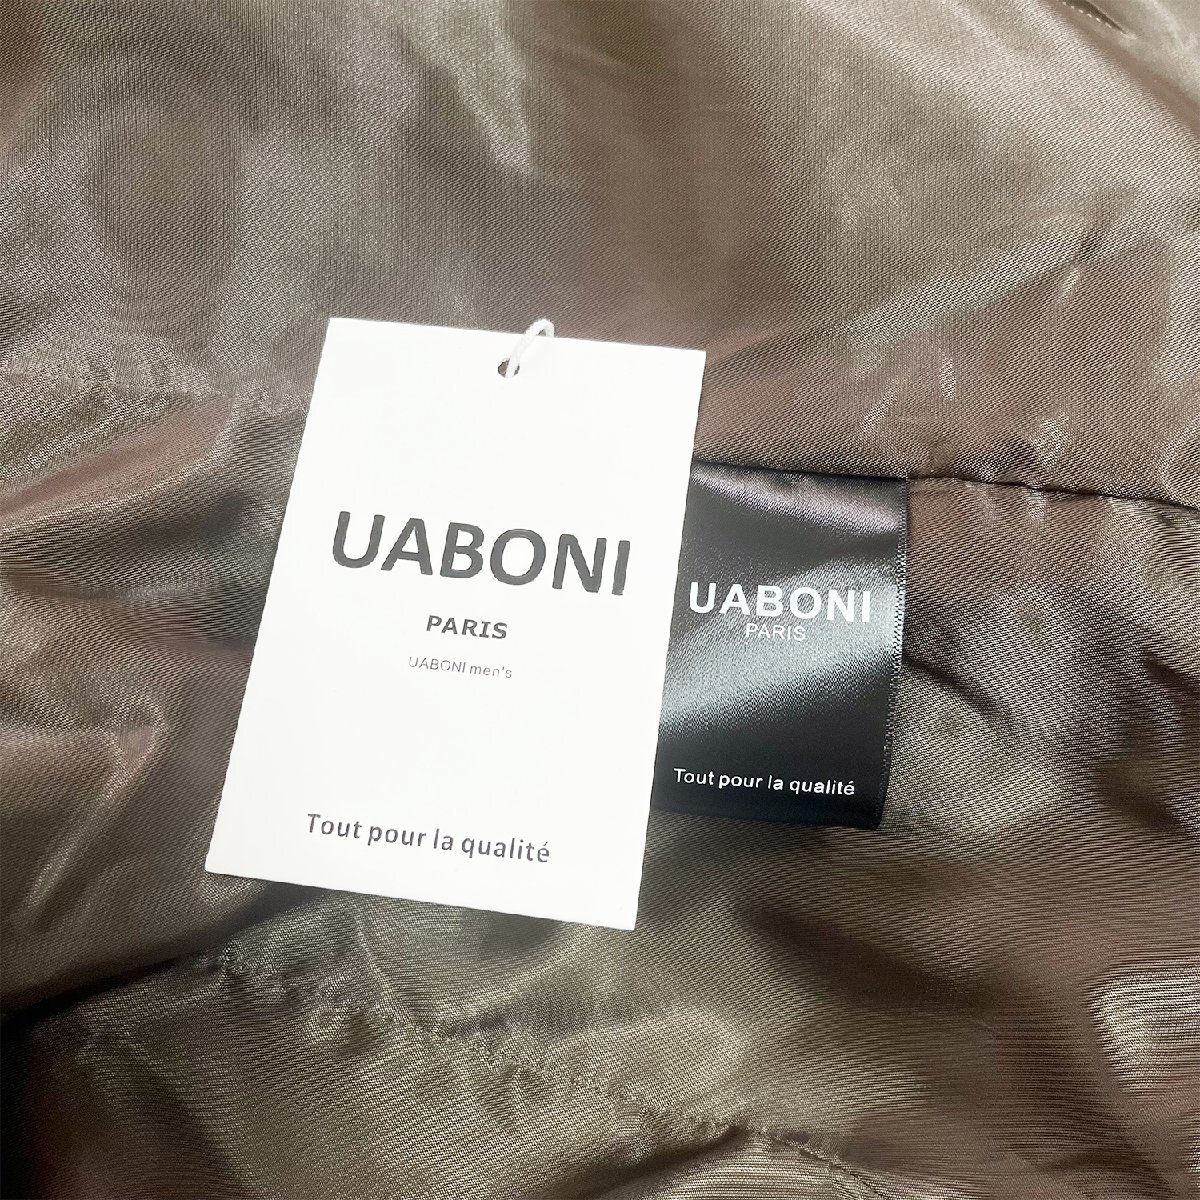 UABONI
PARIS
UABONI men's
Tout pour la qualité
UABONI
PARIS
Tout pour la qualité